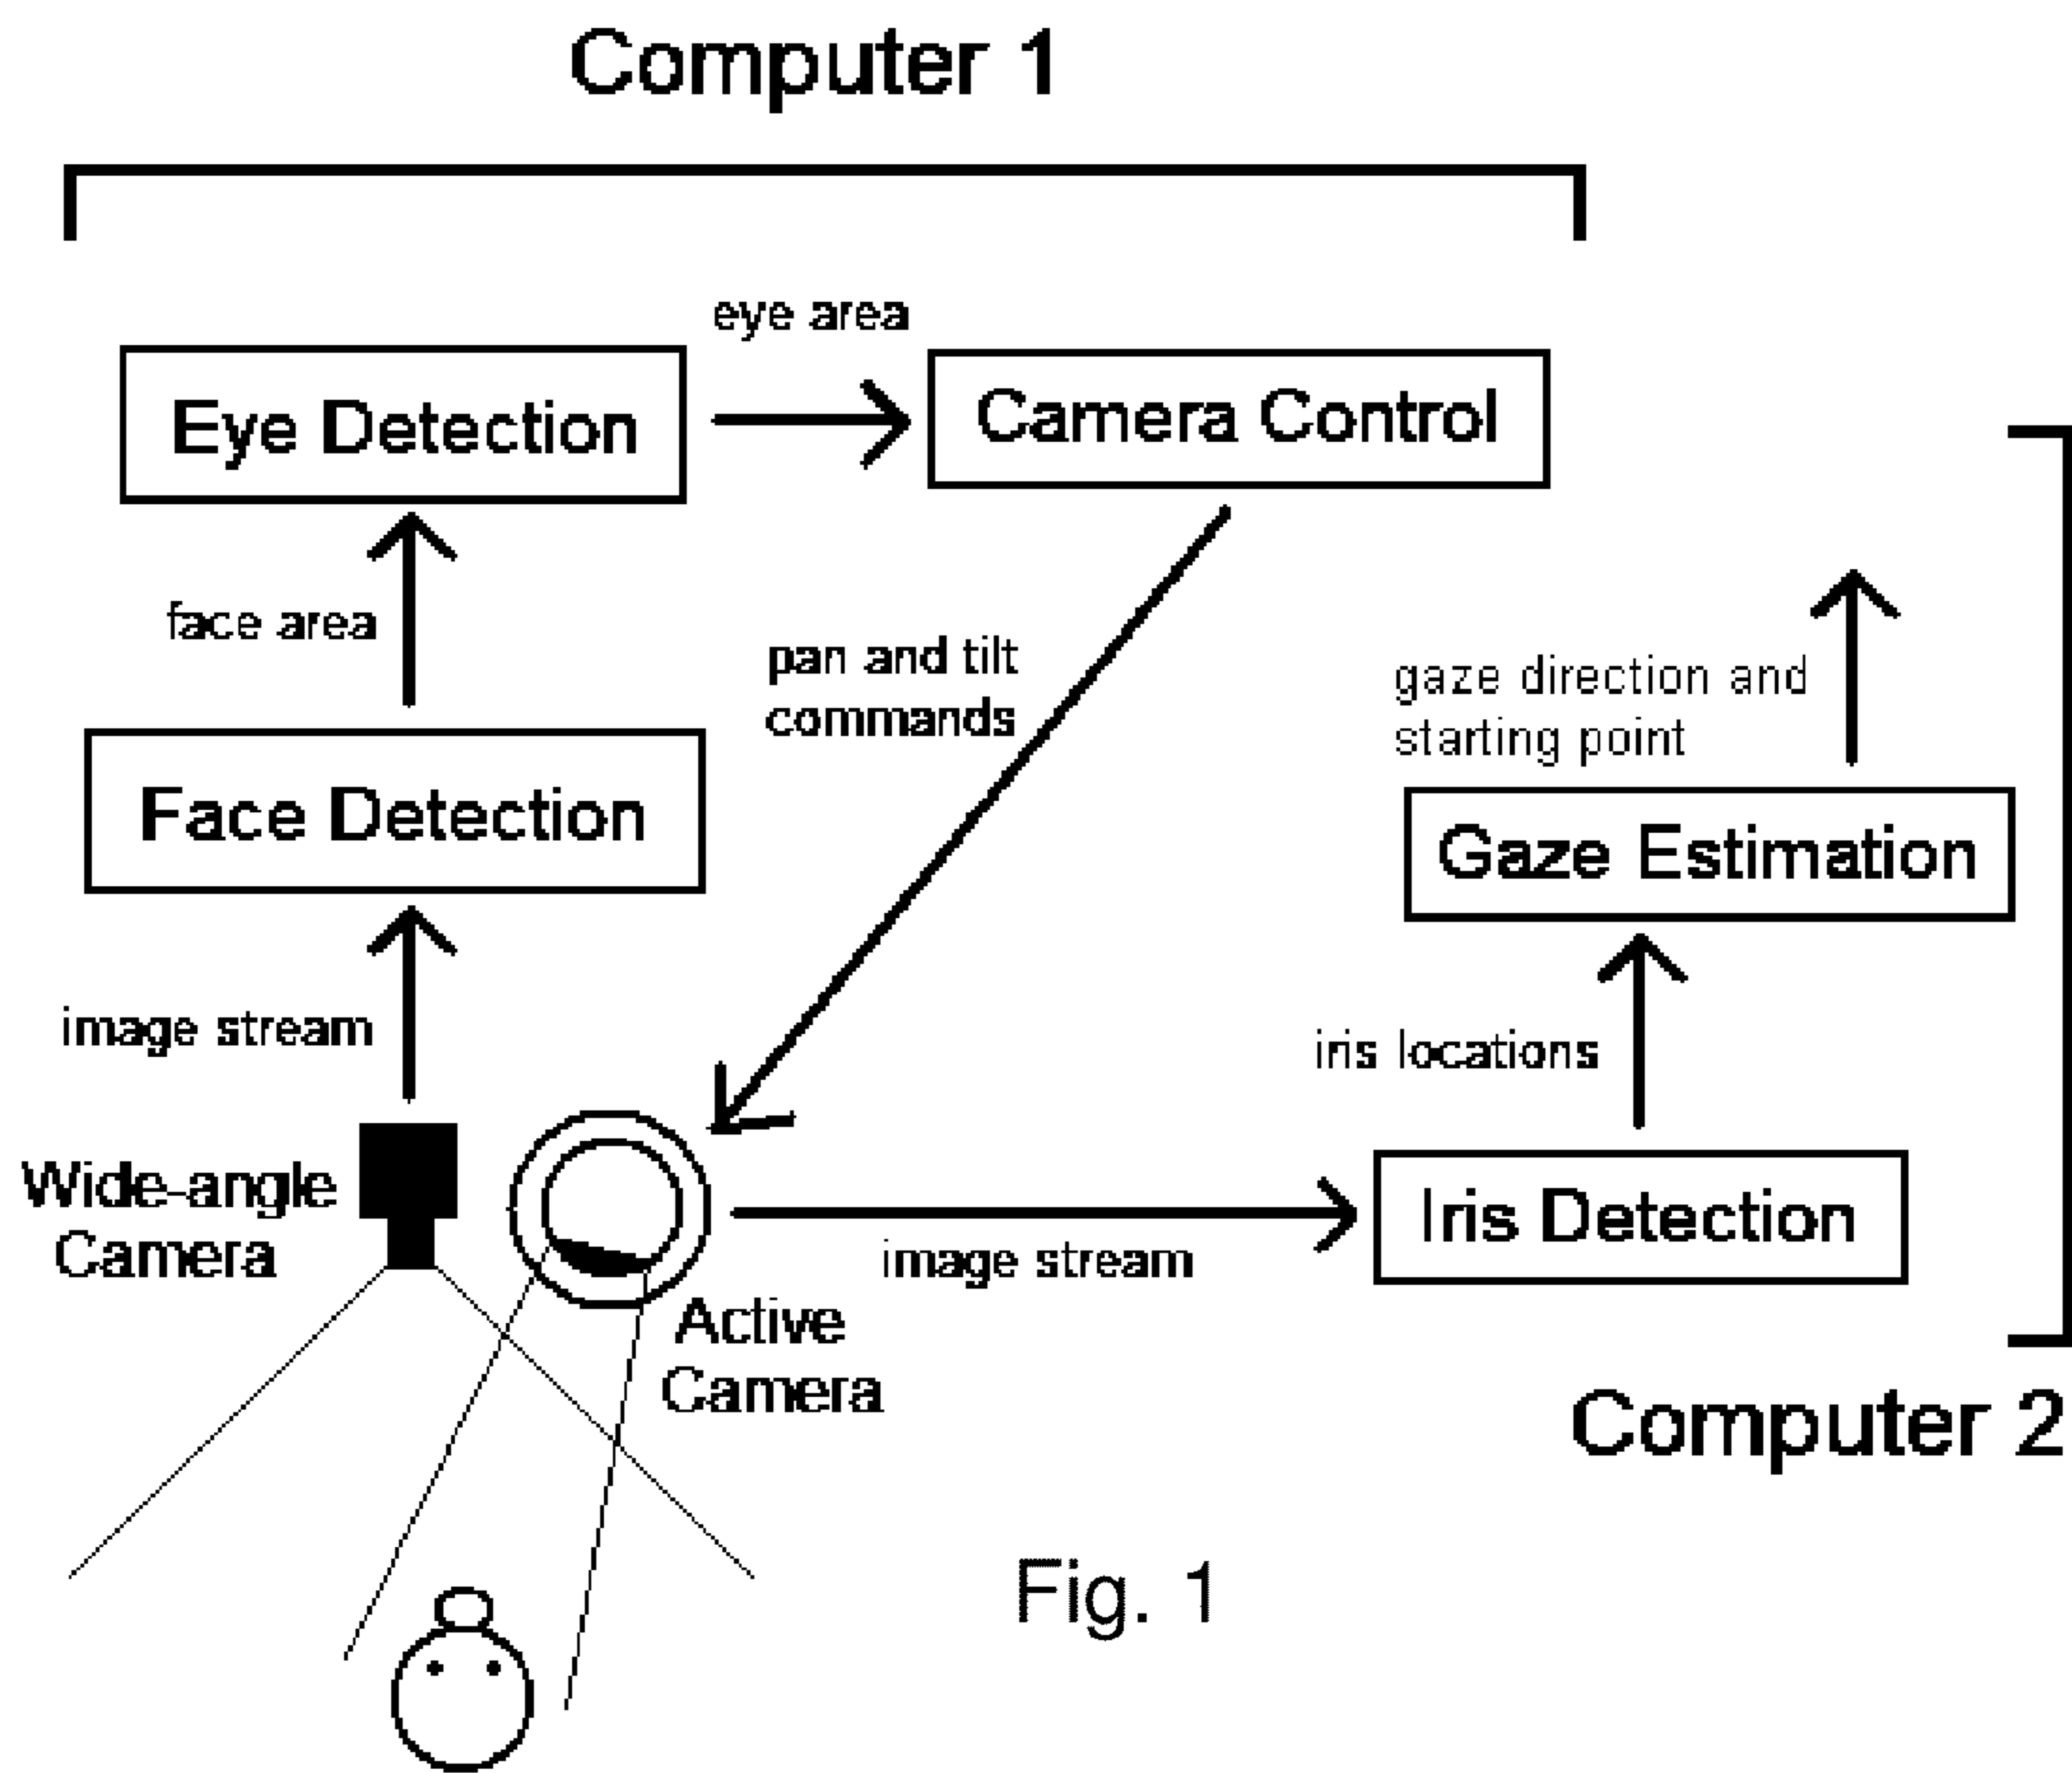 Computer 1
eye area
Eye Detection
Camera Control
face area
pan and tilt
commands
gaze direction and
starting point
Face Detection
Gaze Estimation
image stream
iris locations
Wide-angle
Camera
Iris Detection
image stream
Active
Camera
Computer 2
Fig. 1